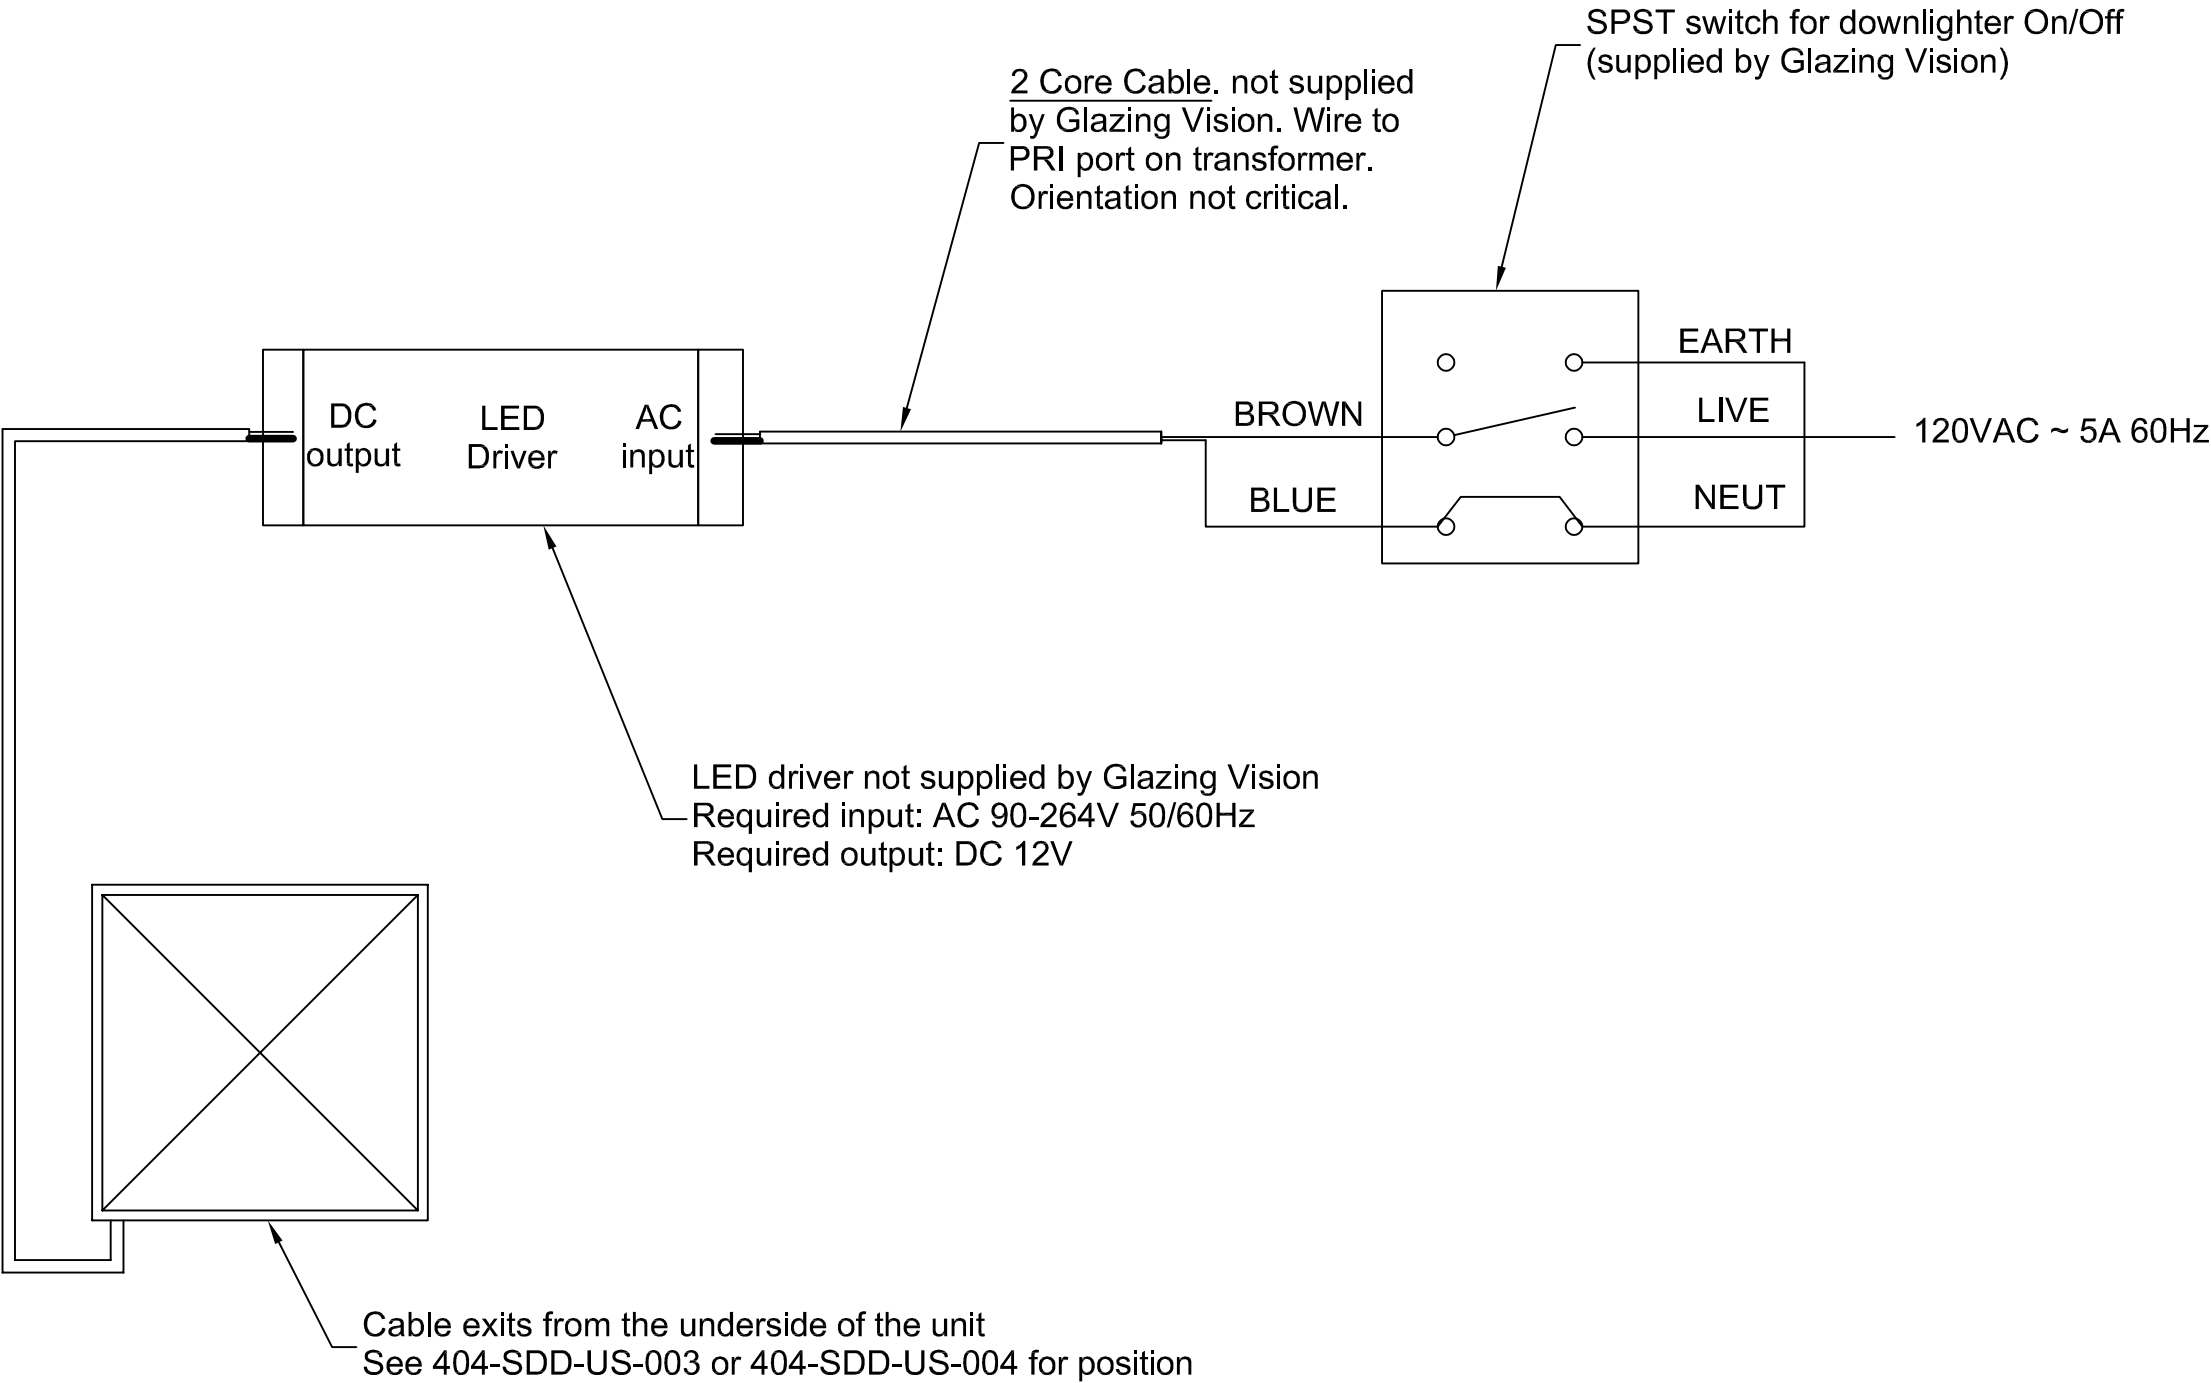 SPST switch for downlighter On/Off
(supplied by Glazing Vision)
2 Core Cable. not supplied
by Glazing Vision. Wire to
PRI port on transformer.
Orientation not critical.
EARTH
LIVE
NEUT
120VAC ~ 5A 60Hz
BROWN
BLUE
DC
output
LED
Driver
AC
input
LED driver not supplied by Glazing Vision
Required input: AC 90-264V 50/60Hz
Required output: DC 12V
Cable exits from the underside of the unit
See 404-SDD-US-003 or 404-SDD-US-004 for position